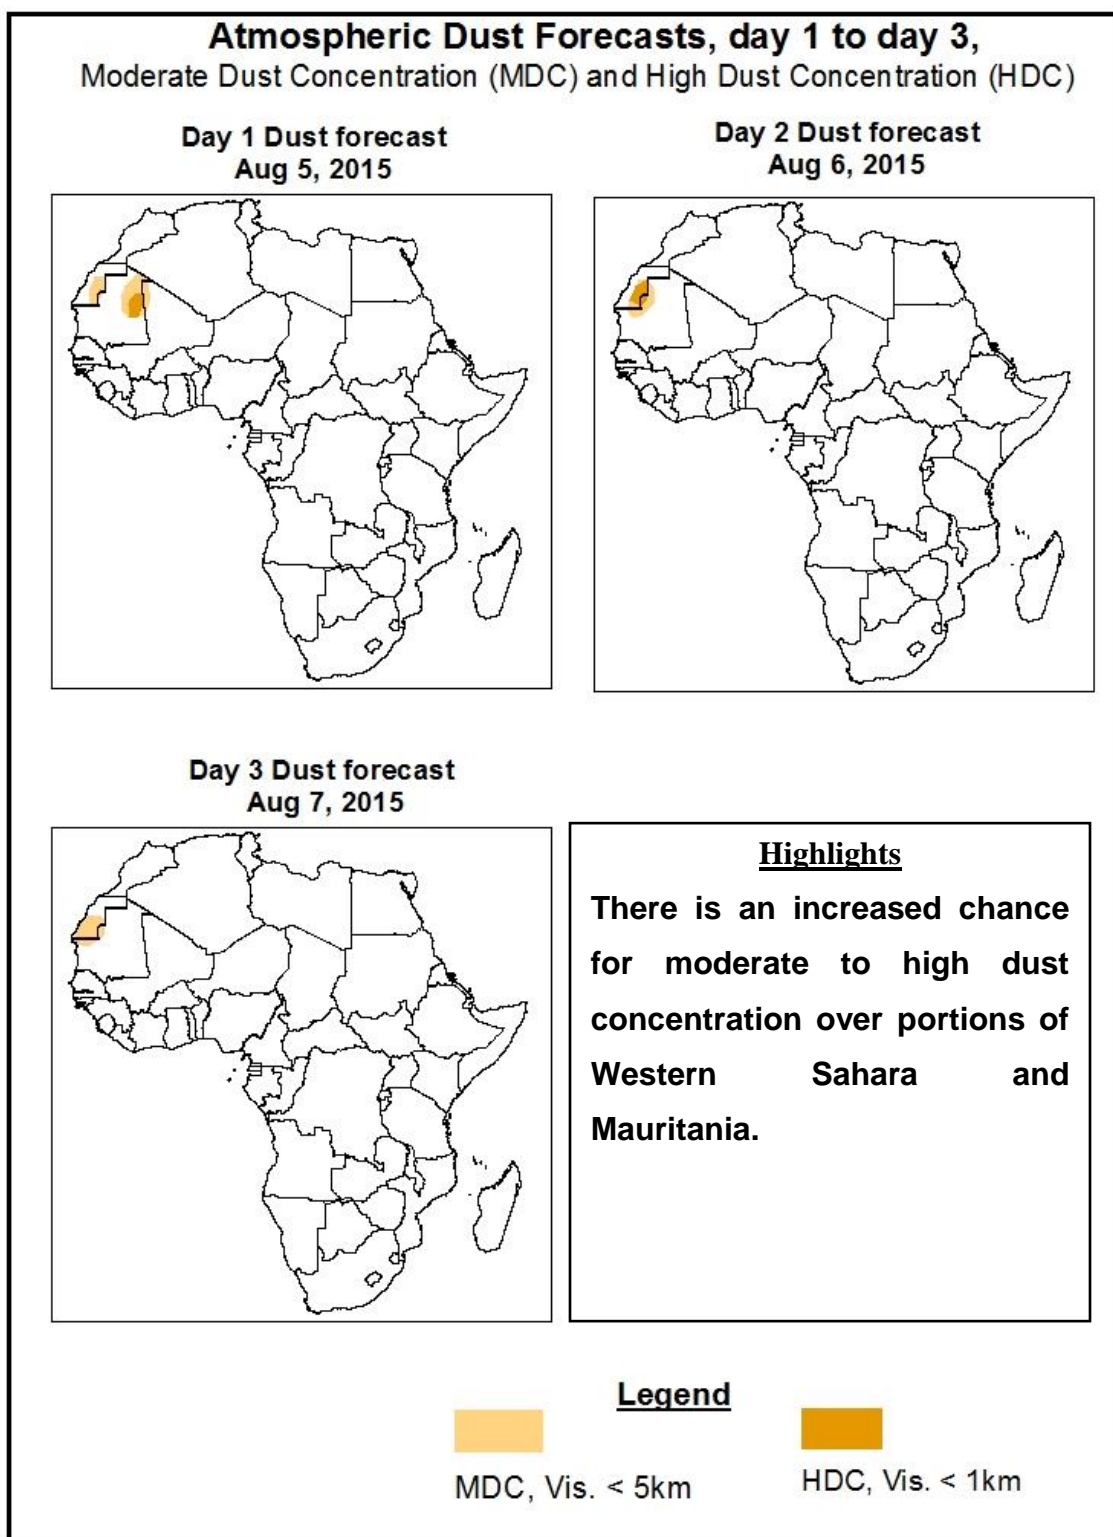 Atmospheric Dust Forecasts, day 1 to day 3,
Moderate Dust Concentration (MDC) and High Dust Concentration (HDC)
Day 1 Dust forecast
Aug 5, 2015
Day 2 Dust forecast
Aug 6, 2015
Day 3 Dust forecast
Aug 7, 2015
Highlights
There is an increased chance
for moderate to high dust
concentration over portions of
Western Sahara and
Mauritania.
Legend
MDC, Vis. < 5km
HDC, Vis. < 1km